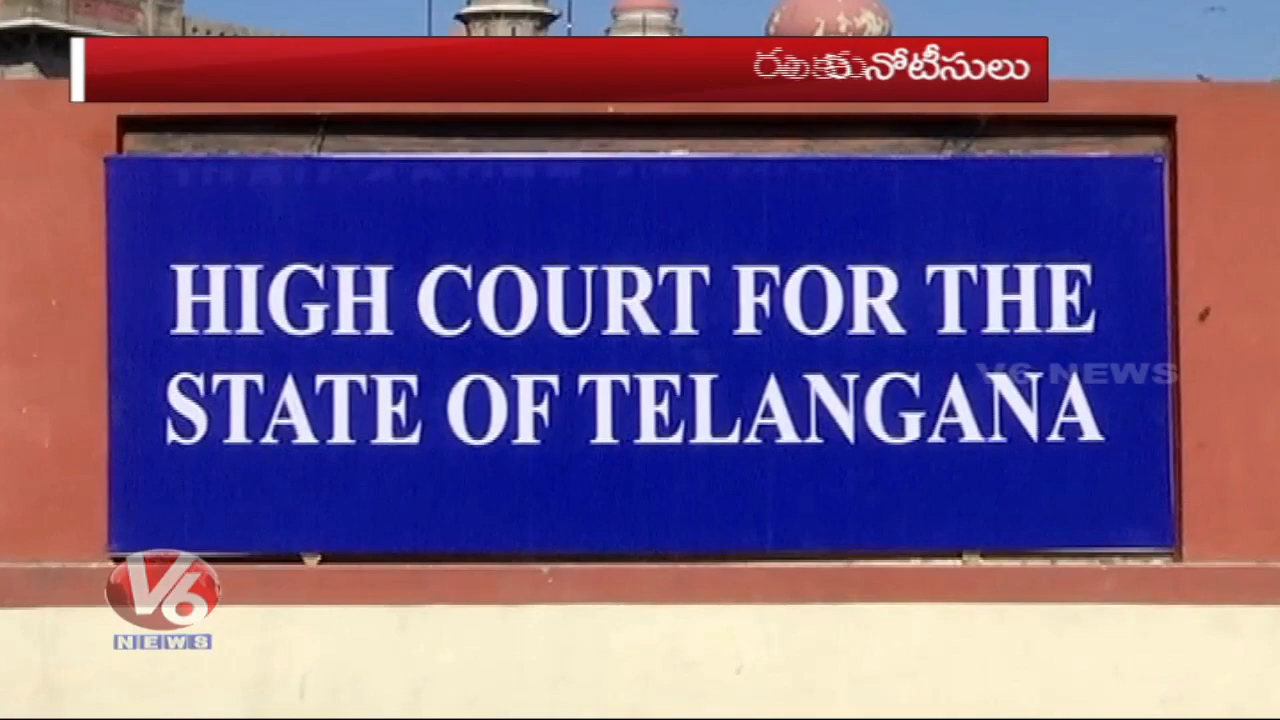 నోటీసులు
HIGH COURT FOR THE
STATE OF TELANGANA
V6 NEWS
V6
NEWS